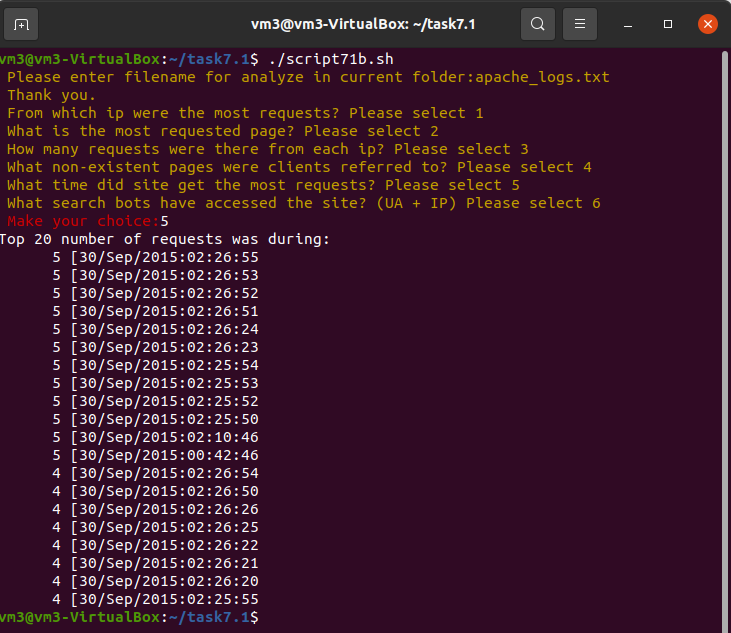 vm3@vm3-VirtualBox: ~/task7.1
vm3@vm3-VirtualBox:~/task7.1$ ./script71b.sh
Please enter filename for analyze in current folder:apache_logs.txt
Thank you.
From which ip were the most requests? Please select 1
What is the most requested page? Please select 2
How many requests were there from each ip? Please select 3
What non-existent pages were clients referred to? Please select 4
What time did site get the most requests? Please select 5
What search bots have accessed the site? (UA + IP) Please select 6
Make your choice:5
Top 20 number of requests was during:
5 [30/Sep/2015:02:26:55
5 [30/Sep/2015:02:26:53
5 [30/Sep/2015:02:26:52
5 [30/Sep/2015:02:26:51
5 [30/Sep/2015:02:26:24
5 [30/Sep/2015:02:26:23
5 [30/Sep/2015:02:25:54
5 [30/Sep/2015:02:25:53
5 [30/Sep/2015:02:25:52
5 [30/Sep/2015:02:25:50
5 [30/Sep/2015:02:10:46
5 [30/Sep/2015:00:42:46
4 [30/Sep/2015:02:26:54
4 [30/Sep/2015:02:26:50
4 [30/Sep/2015:02:26:26
4 [30/Sep/2015:02:26:25
4 [30/Sep/2015:02:26:22
4 [30/Sep/2015:02:26:21
4 [30/Sep/2015:02:26:20
4 [30/Sep/2015:02:25:55
vm3@vm3-VirtualBox:~/task7.1$